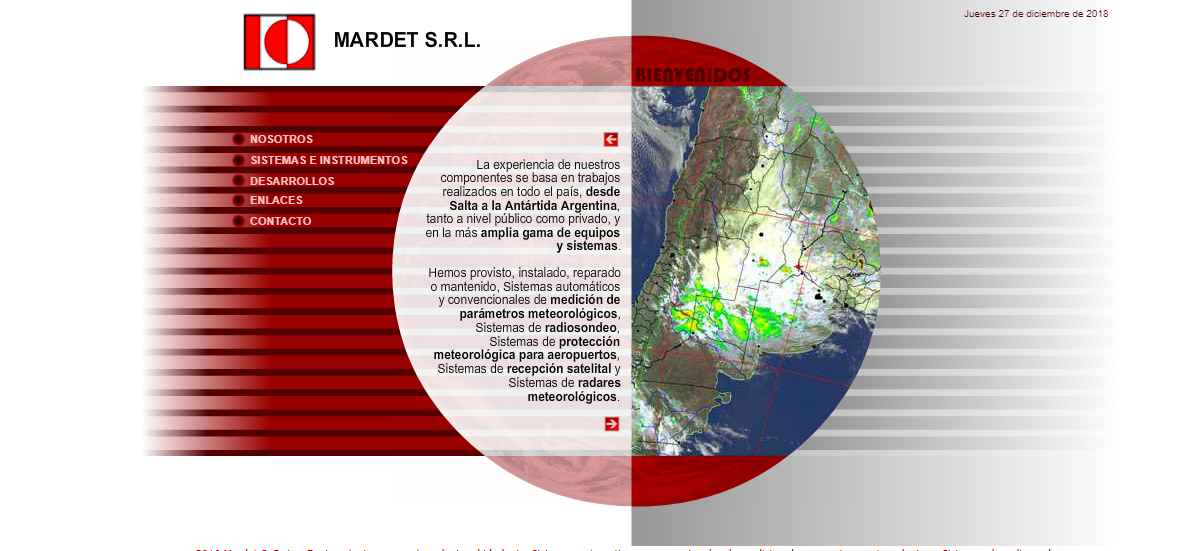 Jueves 27 de diciembre de 2018
MARDET S.R.L.
BIENVENIDOS
NOSOTROS
SISTEMAS E INSTRUMENTOS
DESARROLLOS
ENLACES
CONTACTO
La experiencia de nuestros
componentes se basa en trabajos
realizados en todo el país, desde
Salta a la Antártida Argentina,
tanto a nivel público como privado, y
en la más amplia gama de equipos
y sistemas.
Hemos provisto, instalado, reparado
o mantenido, Sistemas automáticos
y convencionales de medición de
parámetros meteorológicos,
Sistemas de radiosondeo,
Sistemas de protección
meteorológica para aeropuertos,
Sistemas de recepción satelital y
Sistemas de radares
meteorológicos.